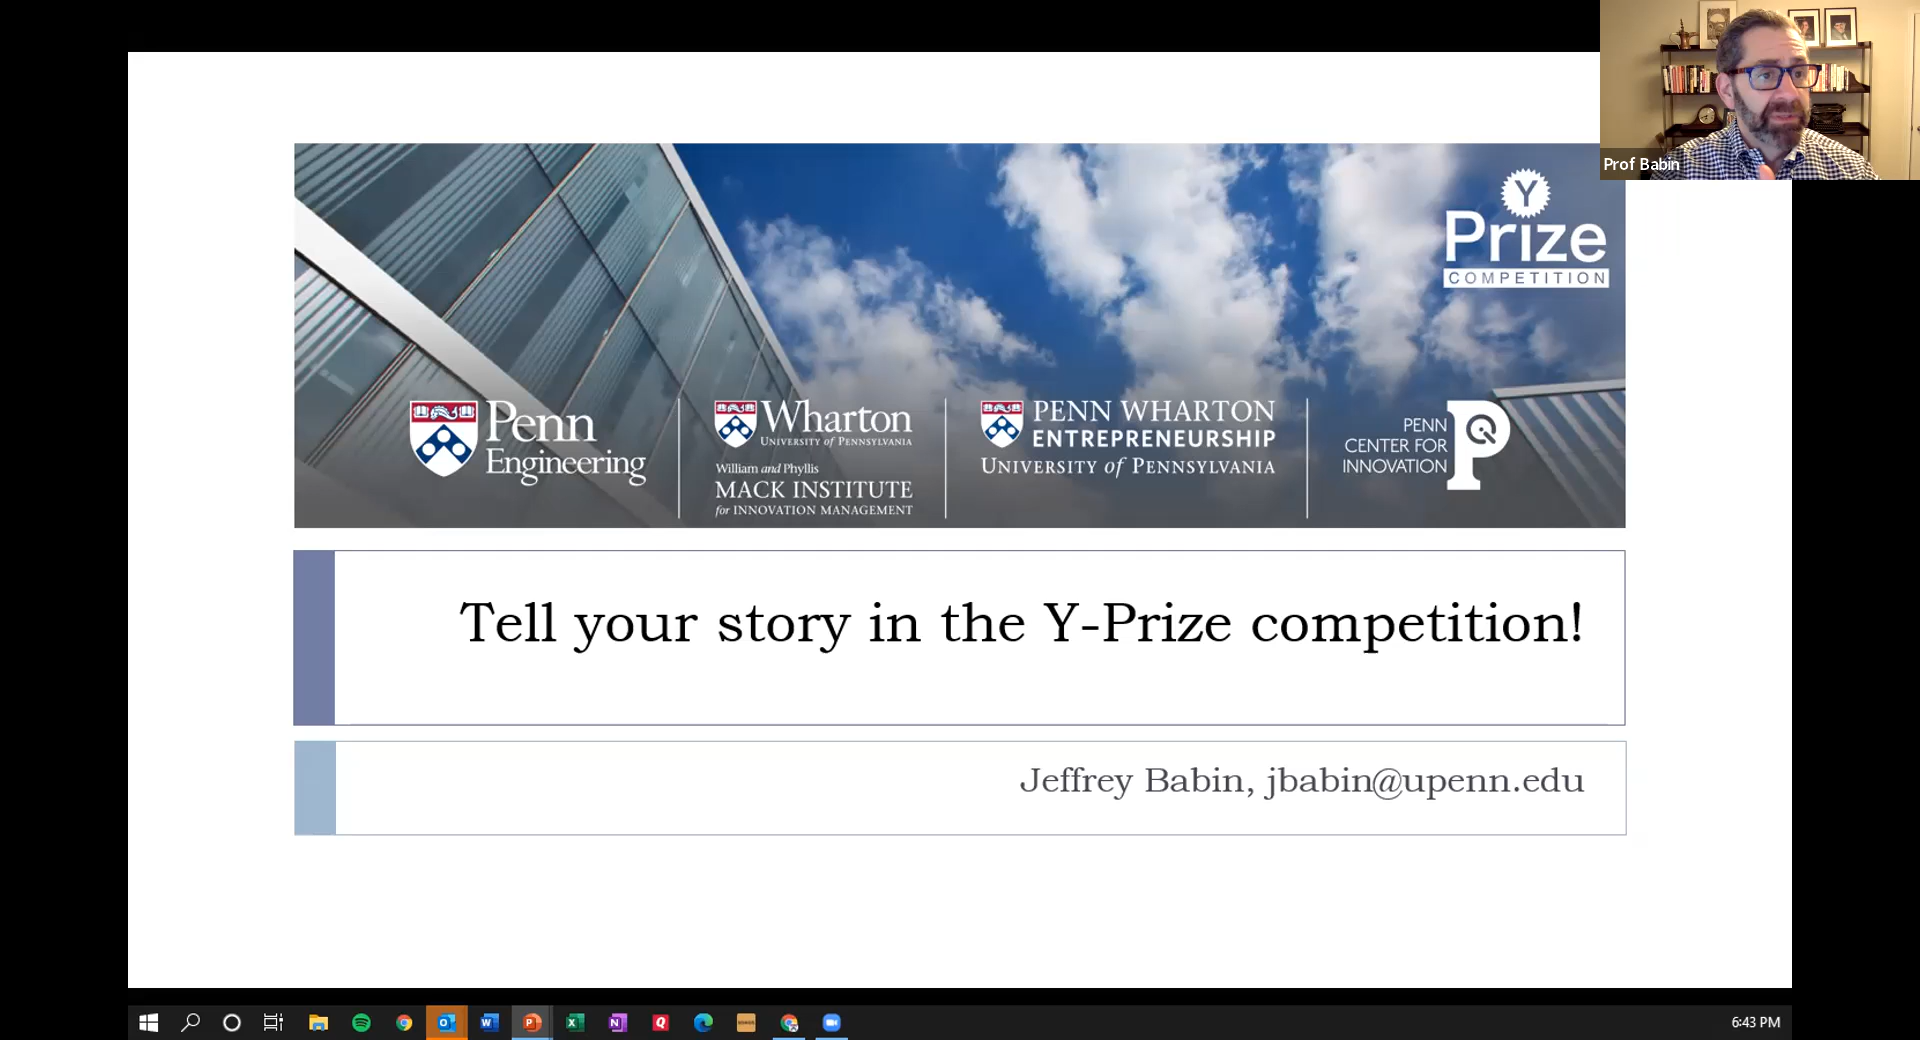 Prof Babin
Y
Prize
COMPETITION
Penn
Engineering
Wharton
UNIVERSITY of PENNSYLVANIA
William and Phyllis
MACK INSTITUTE
for INNOVATION MANAGEMENT
PENN WHARTON
ENTREPRENEURSHIP
UNIVERSITY of PENNSYLVANIA
PENN
CENTER FOR
INNOVATION
P
Tell your story in the Y-Prize competition!
Jeffrey Babin, jbabin@upenn.edu
6:43 PM